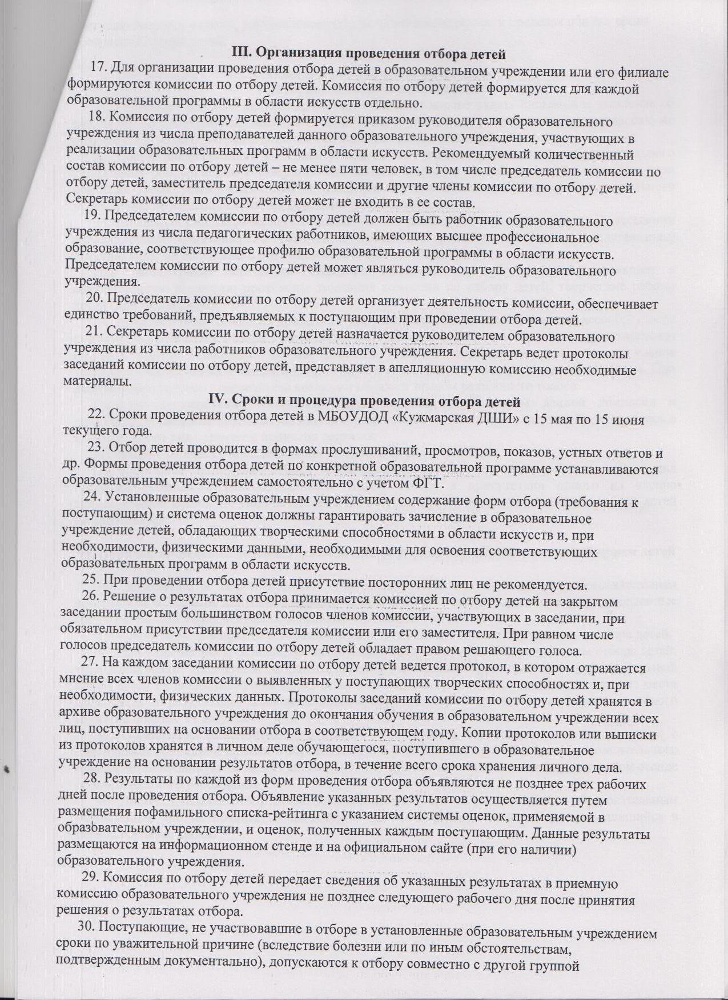 III. Организация проведения отбора детей
17. Для организации проведения отбора детей в образовательном учреждении или его филиале
формируются комиссии по отбору детей. Комиссия по отбору детей формируется для каждой
образовательной программы в области искусств отдельно.
18. Комиссия по отбору детей формируется приказом руководителя образовательного
учреждения из числа преподавателей данного образовательного учреждения, участвующих в
реализации образовательных программ в области искусств. Рекомендуемый количественный
состав комиссии по отбору детей – не менее пяти человек, в том числе председатель комиссии по
отбору детей, заместитель председателя комиссии и другие члены комиссии по отбору детей.
Секретарь комиссии по отбору детей может не входить в ее состав.
19. Председателем комиссии по отбору детей должен быть работник образовательного
учреждения из числа педагогических работников, имеющих высшее профессиональное
образование, соответствующее профилю образовательной программы в области искусств.
Председателем комиссии по отбору детей может являться руководитель образовательного
учреждения.
20. Председатель комиссии по отбору детей организует деятельность комиссии, обеспечивает
единство требований, предъявляемых к поступающим при проведении отбора детей.
21. Секретарь комиссии по отбору детей назначается руководителем образовательного
учреждения из числа работников образовательного учреждения. Секретарь ведет протоколы
заседаний комиссии по отбору детей, представляет в апелляционную комиссию необходимые
материалы.
IV. Сроки и процедура проведения отбора детей
22. Сроки проведения отбора детей в МБОУДОД «Кужмарская ДШИ» с 15 мая по 15 июня
текущего года.
23. Отбор детей проводится в формах прослушиваний, просмотров, показов, устных ответов и
др. Формы проведения отбора детей по конкретной образовательной программе устанавливаются
образовательным учреждением самостоятельно с учетом ФГТ.
24. Установленные образовательным учреждением содержание форм отбора (требования к
поступающим) и система оценок должны гарантировать зачисление в образовательное
учреждение детей, обладающих творческими способностями в области искусств и, при
необходимости, физическими данными, необходимыми для освоения соответствующих
образовательных программ в области искусств.
25. При проведении отбора детей присутствие посторонних лиц не рекомендуется.
26. Решение о результатах отбора принимается комиссией по отбору детей на закрытом
заседании простым большинством голосов членов комиссии, участвующих в заседании, при
обязательном присутствии председателя комиссии или его заместителя. При равном числе
голосов председатель комиссии по отбору детей обладает правом решающего голоса.
27. На каждом заседании комиссии по отбору детей ведется протокол, в котором отражается
мнение всех членов комиссии о выявленных у поступающих творческих способностях и, при
необходимости, физических данных. Протоколы заседаний комиссии по отбору детей хранятся в
архиве образовательного учреждения до окончания обучения в образовательном учреждении всех
лиц, поступивших на основании отбора в соответствующем году. Копии протоколов или выписки
из протоколов хранятся в личном деле обучающегося, поступившего в образовательное
учреждение на основании результатов отбора, в течение всего срока хранения личного дела.
28. Результаты по каждой из форм проведения отбора объявляются не позднее трех рабочих
дней после проведения отбора. Объявление указанных результатов осуществляется путем
размещения пофамильного списка-рейтинга с указанием системы оценок, применяемой в
образовательном учреждении, и оценок, полученных каждым поступающим. Данные результаты
размещаются на информационном стенде и на официальном сайте (при его наличии)
образовательного учреждения.
29. Комиссия по отбору детей передает сведения об указанных результатах в приемную
комиссию образовательного учреждения не позднее следующего рабочего дня после принятия
решения о результатах отбора.
30. Поступающие, не участвовавшие в отборе в установленные образовательным учреждением
сроки по уважительной причине (вследствие болезни или по иным обстоятельствам,
подтвержденным документально), допускаются к отбору совместно с другой группой